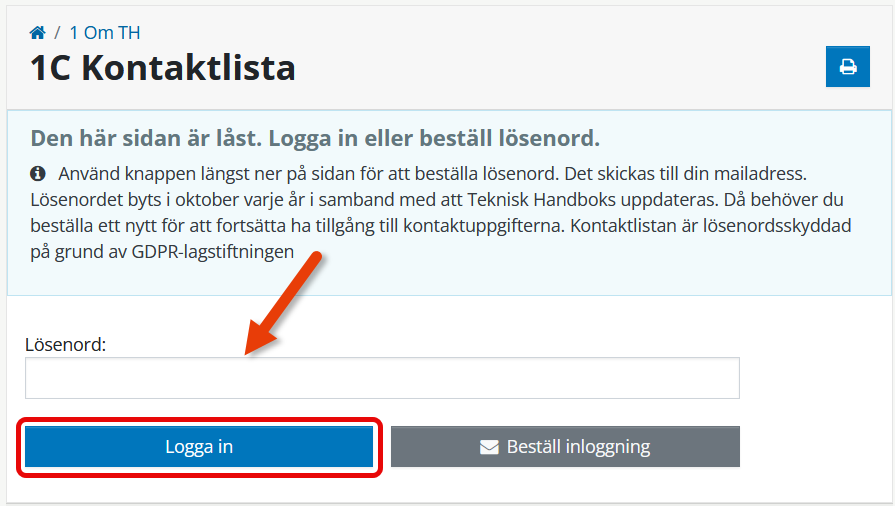 / 1 Om TH
1C Kontaktlista
Den här sidan är låst. Logga in eller beställ lösenord.
Använd knappen längst ner på sidan för att beställa lösenord. Det skickas till din mailadress.
Lösenordet byts i oktober varje år i samband med att Teknisk Handboks uppdateras. Då behöver du
beställa ett nytt för att fortsätta ha tillgång till kontaktuppgifterna. Kontaktlistan är lösenordsskyddad
på grund av GDPR-lagstiftningen
Lösenord:
Logga in
Beställ inloggning